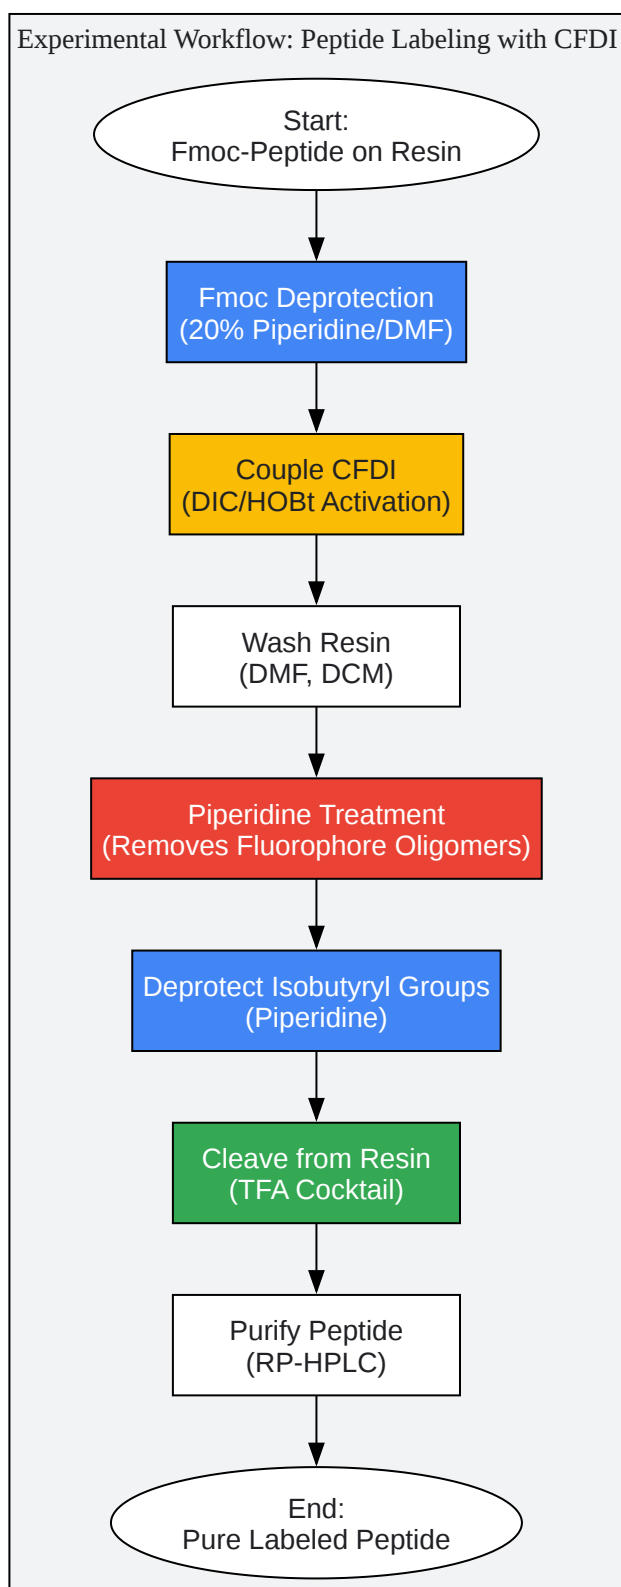 Experimental Workflow: Peptide Labeling with CFDI
Start:
Fmoc-Peptide on Resin
Fmoc Deprotection
(20% Piperidine/DMF)
Couple CFDI
(DIC/HOBt Activation)
Wash Resin
(DMF, DCM)
Piperidine Treatment
(Removes Fluorophore Oligomers)
Deprotect Isobutyryl Groups
(Piperidine)
Cleave from Resin
(TFA Cocktail)
Purify Peptide
(RP-HPLC)
End:
Pure Labeled Peptide